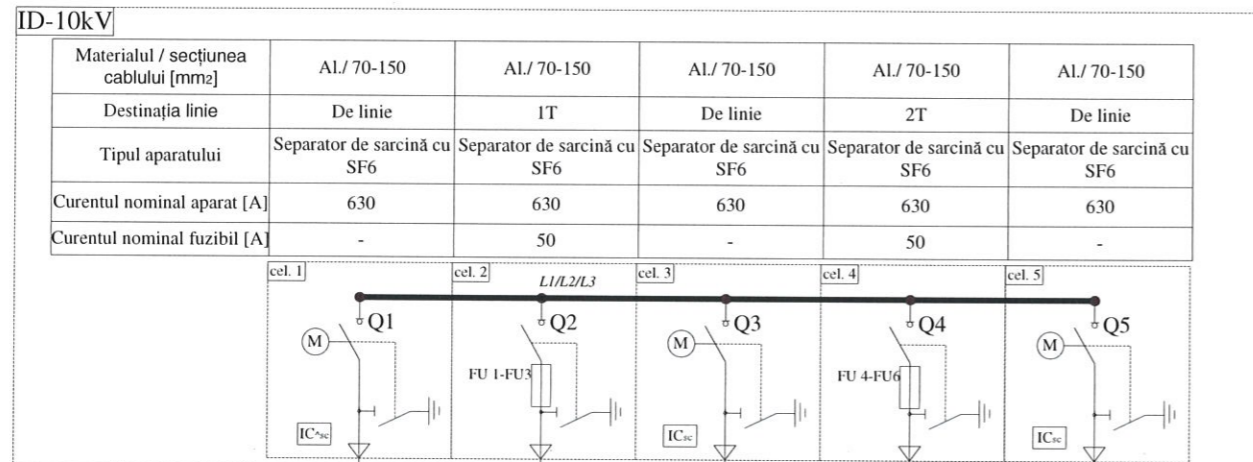 ID-10kV
Materialul / secțiunea cablului [mm2] Al./ 70-150 Al./ 70-150 Al./ 70-150 Al./ 70-150 Al./ 70-150
Destinația linie De linie 1T De linie 2T De linie
Tipul aparatului Separator de sarcină cu SF6 Separator de sarcină cu SF6 Separator de sarcină cu SF6 Separator de sarcină cu SF6 Separator de sarcină cu SF6
Curentul nominal aparat [A] 630 630 630 630 630
Curentul nominal fuzibil [A] - 50 - 50 -
cel. 1 cel. 2 cel. 3 cel. 4 cel. 5
L1/L2/L3
Q1 Q2 Q3 Q4 Q5
M M M
FU 1-FU3 FU 4-FU6
IC^sc ICsc ICsc